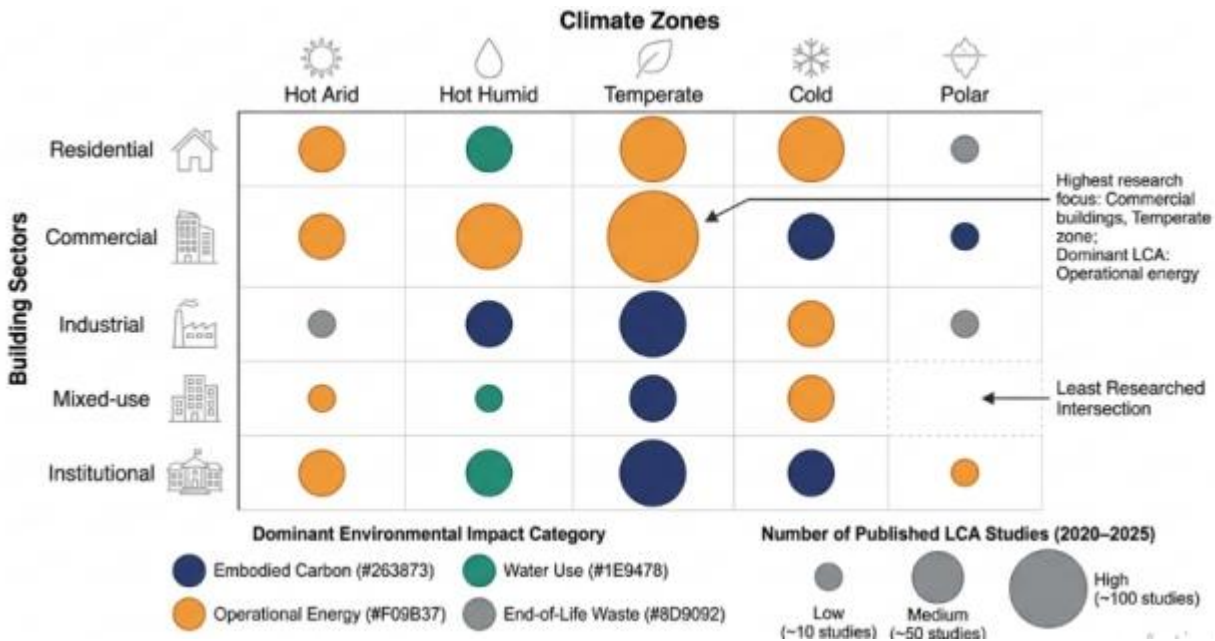 Climate Zones
Hot Arid
Hot Humid
Temperate
Cold
Polar
Building Sectors
Residential
Commercial
Industrial
Mixed-use
Institutional
Highest research
focus: Commercial
buildings, Temperate
zone;
Dominant LCA:
Operational energy
Least Researched
Intersection
Dominant Environmental Impact Category
Embodied Carbon (#263873)
Water Use (#1E9478)
Operational Energy (#F09B37)
End-of-Life Waste (#8D9092)
Number of Published LCA Studies (2020–2025)
Low
(~10 studies)
Medium
(~50 studies)
High
(~100 studies)